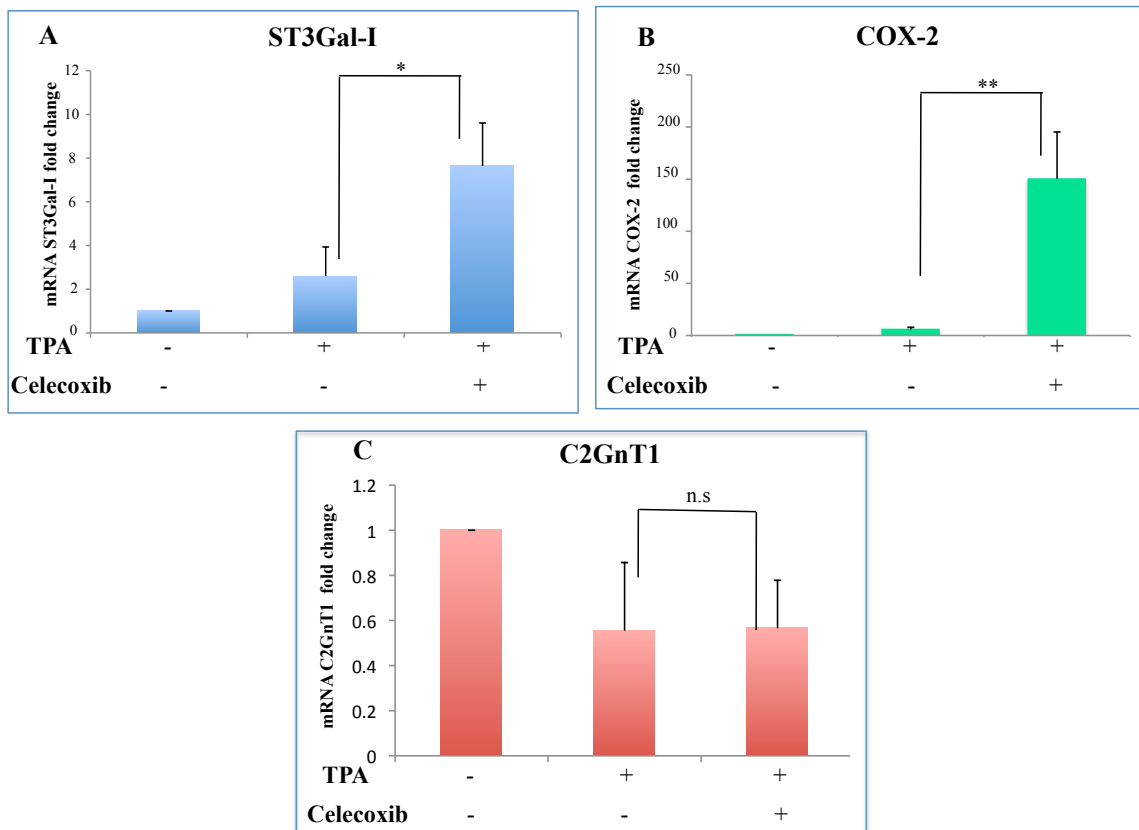 A
ST3Gal-I
mRNA ST3Gal-I fold change
12
10
8
6
4
2
0
*
TPA - + +
Celecoxib - - +
B
COX-2
mRNA COX-2 fold change
250
200
150
100
50
0
**
TPA - + +
Celecoxib - - +
C
C2GnT1
mRNA C2GnT1 fold change
1.2
1
0.8
0.6
0.4
0.2
0
n.s
TPA - + +
Celecoxib - - +